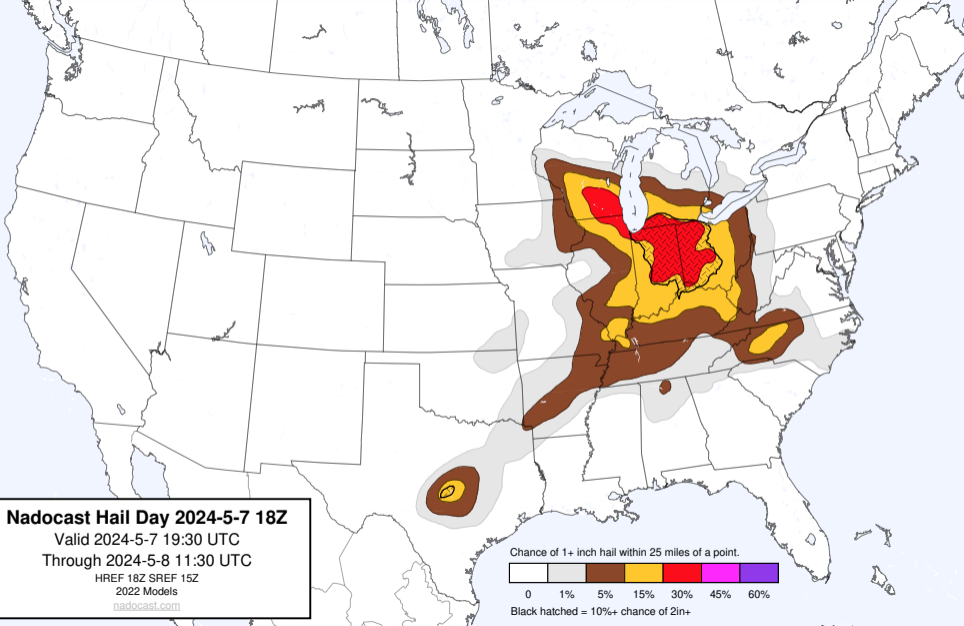 Nadocast Hail Day 2024-5-7 18Z
Valid 2024-5-7 19:30 UTC
Through 2024-5-8 11:30 UTC
HREF 18Z SREF 15Z
2022 Models
nadocast.com
Chance of 1+ inch hail within 25 miles of a point.
0 1% 5% 15% 30% 45% 60%
Black hatched = 10%+ chance of 2in+